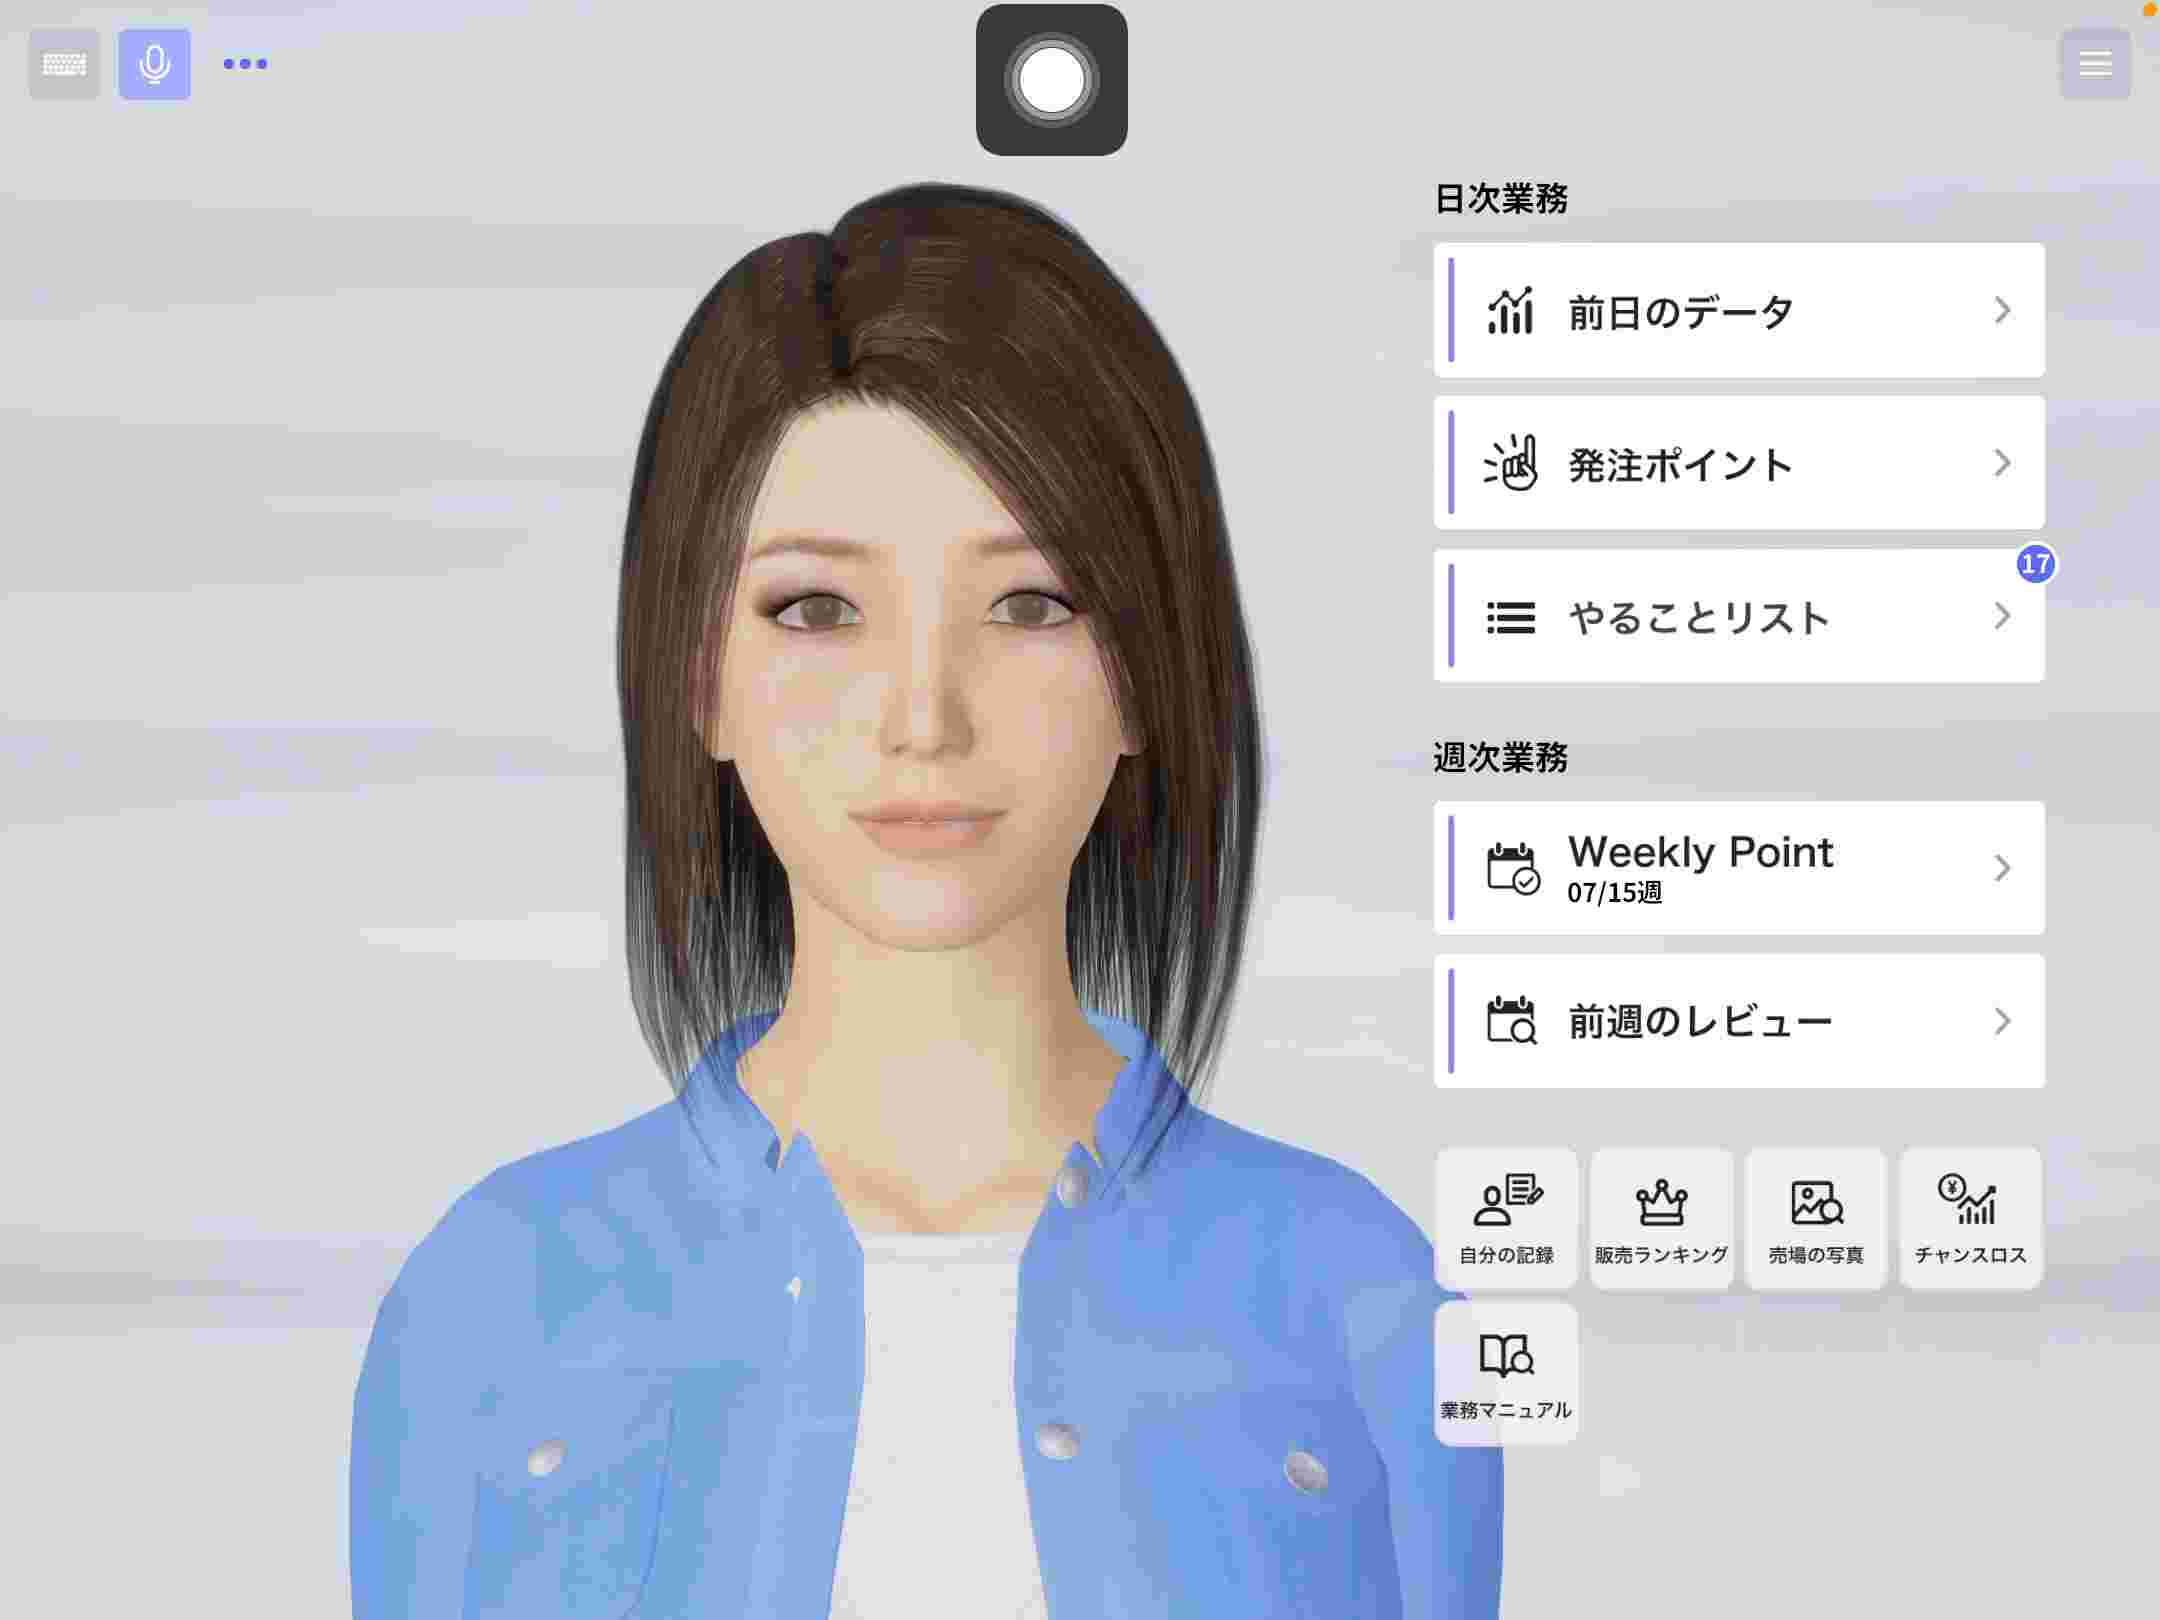 日次業務
前日のデータ
発注ポイント
17
やることリスト
週次業務
Weekly Point
07/15週
前週のレビュー
自分の記録
販売ランキング
売場の写真
¥
チャンスロス
業務マニュアル